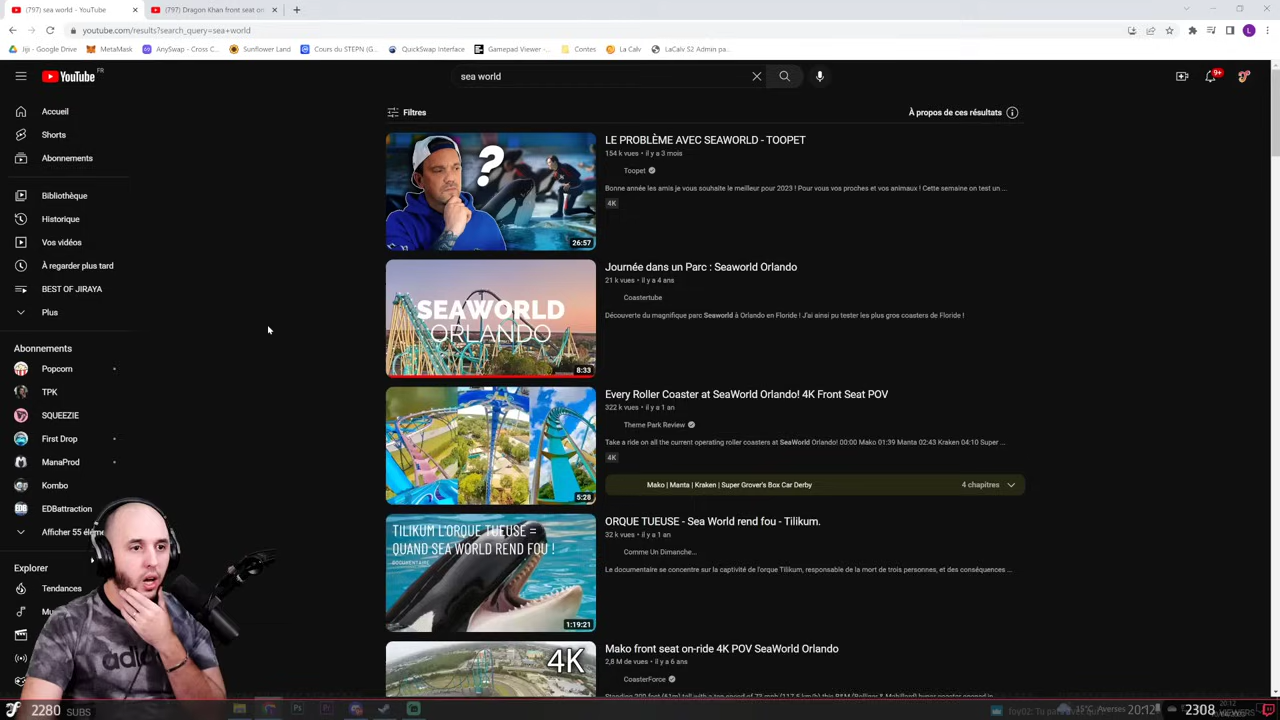 (797) sea world - YouTube
(797) Dragon Khan front seat on
youtube.com/results?search_query=sea+world
Jiji - Google Drive
MetaMask
AnySwap - Cross C...
Sunflower Land
Cours du STEPN (G...
QuickSwap Interface
Gamepad Viewer -...
Contes
La Calv
LaCalv S2 Admin pa...
YouTube FR
sea world
9+
Accueil
Shorts
Abonnements
Bibliothèque
Historique
Vos vidéos
À regarder plus tard
BEST OF JIRAYA
Plus
Abonnements
Popcorn
TPK
SQUEEZIE
First Drop
ManaProd
Kombo
EDBattraction
Afficher 55 éléme
Explorer
Tendances
Filtres
À propos de ces résultats
?
26:57
LE PROBLÈME AVEC SEAWORLD - TOOPET
154 k vues • il y a 3 mois
Toopet
Bonne année les amis je vous souhaite le meilleur pour 2023 ! Pour vous proches et vos animaux ! Cette semaine on test un ...
4K
SEAWORLD
ORLANDO
8:33
Journée dans un Parc : Seaworld Orlando
21 k vues • il y a 4 ans
Coastertube
Découverte du magnifique parc Seaworld à Orlando en Floride ! J'ai ainsi pu tester les plus gros coasters de Floride !
5:28
Every Roller Coaster at SeaWorld Orlando! 4K Front Seat POV
322 k vues • il y a 1 an
Theme Park Review
Take a ride on all the current operating roller coasters at SeaWorld Orlando! 00:00 Mako 01:39 Manta 02:43 Kraken 04:10 Super ...
4K
Mako | Manta | Kraken | Super Grover's Box Car Derby
4 chapitres
TILIKUM L'ORQUE TUEUSE =
QUAND SEA WORLD REND FOU !
DOCUMENTAIRE
1:19:21
ORQUE TUEUSE - Sea World rend fou - Tilikum.
32 k vues • il y a 1 an
Comme Un Dimanche...
Le documentaire se concentre sur la captivité de l'orque Tilikum, responsable de la mort de trois personnes, et des conséquences ...
4K
Mako front seat on-ride 4K POV SeaWorld Orlando
2,8 M de vues • il y a 6 ans
CoasterForce
adidas
2280 SUBS
15°C Averses
20:12
2308 VIEWERS